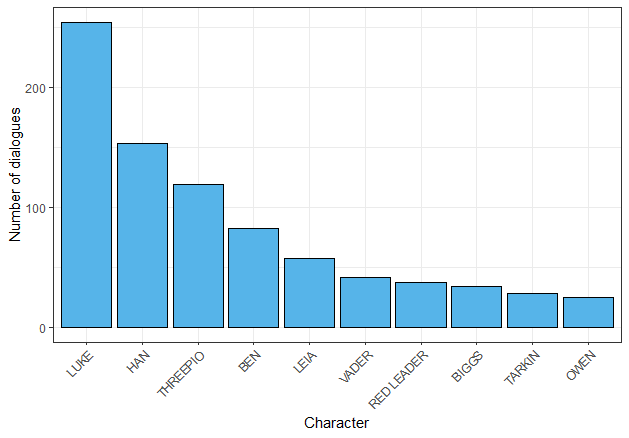 Number of dialogues
200
100
0
LUKE
HAN
THREEPIO
BEN
LEIA
VADER
RED LEADER
BIGGS
TARKIN
OWEN
Character